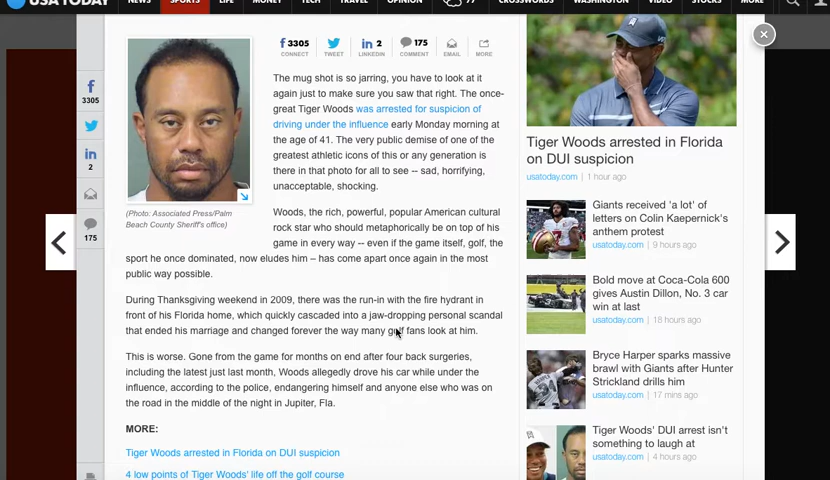 USA TODAY
NEWS
SPORTS
LIFE
MONEY
TECH
TRAVEL
OPINION
77
CROSSWORDS
WASHINGTON
VIDEO
STOCKS
MORE
3305
2
175
3305
CONNECT
TWEET
2
LINKEDIN
175
COMMENT
EMAIL
MORE
(Photo: Associated Press/Palm
Beach County Sheriff's office)
The mug shot is so jarring, you have to look at it
again just to make sure you saw that right. The once-
great Tiger Woods was arrested for suspicion of
driving under the influence early Monday morning at
the age of 41. The very public demise of one of the
greatest athletic icons of this or any generation is
there in that photo for all to see -- sad, horrifying,
unacceptable, shocking.
Woods, the rich, powerful, popular American cultural
rock star who should metaphorically be on top of his
game in every way -- even if the game itself, golf, the
sport he once dominated, now eludes him – has come apart once again in the most
public way possible.
During Thanksgiving weekend in 2009, there was the run-in with the fire hydrant in
front of his Florida home, which quickly cascaded into a jaw-dropping personal scandal
that ended his marriage and changed forever the way many golf fans look at him.
This is worse. Gone from the game for months on end after four back surgeries,
including the latest just last month, Woods allegedly drove his car while under the
influence, according to the police, endangering himself and anyone else who was on
the road in the middle of the night in Jupiter, Fla.
MORE:
Tiger Woods arrested in Florida on DUI suspicion
4 low points of Tiger Woods' life off the golf course
Tiger Woods arrested in Florida
on DUI suspicion
usatoday.com | 1 hour ago
Giants received 'a lot' of
letters on Colin Kaepernick's
anthem protest
usatoday.com | 9 hours ago
Bold move at Coca-Cola 600
gives Austin Dillon, No. 3 car
win at last
usatoday.com | 18 hours ago
Bryce Harper sparks massive
brawl with Giants after Hunter
Strickland drills him
usatoday.com | 17 mins ago
Tiger Woods' DUI arrest isn't
something to laugh at
usatoday.com | 4 hours ago